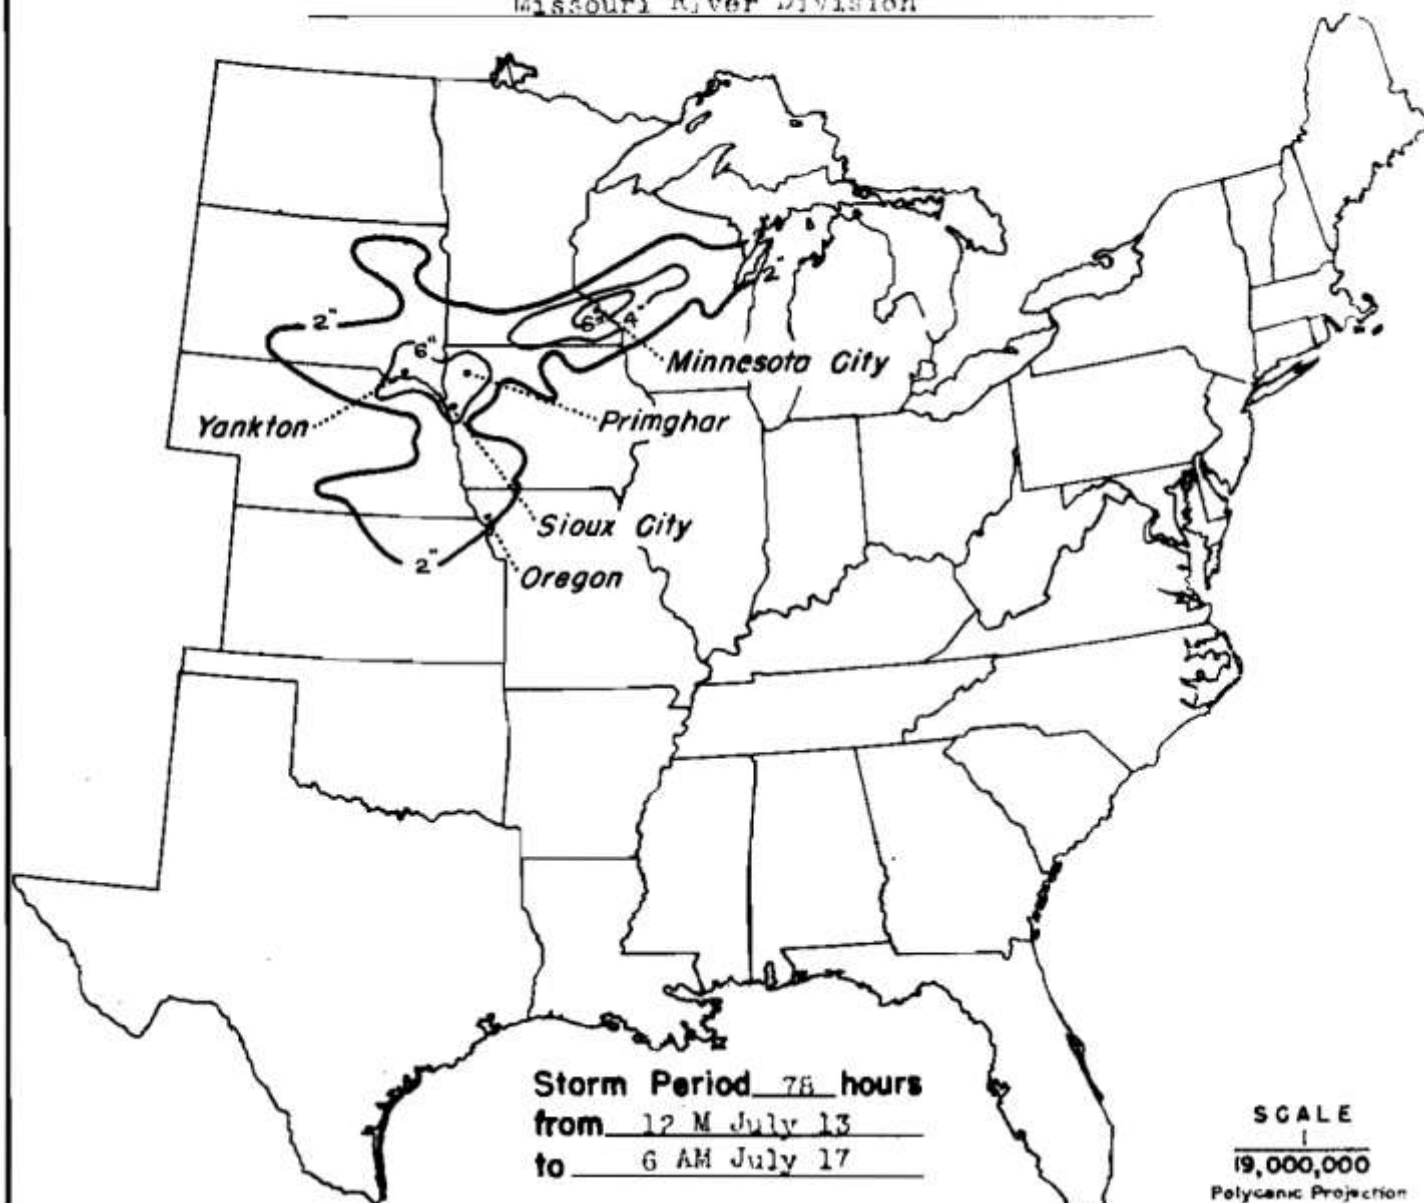 Missouri River Division
2"
2"
6"
6"
4"
Minnesota City
Yankton
Primghar
Sioux City
2"
Oregon
Storm Period 78 hours
from 12 M July 13
to 6 AM July 17
SCALE
1
19,000,000
Polyconic Projection